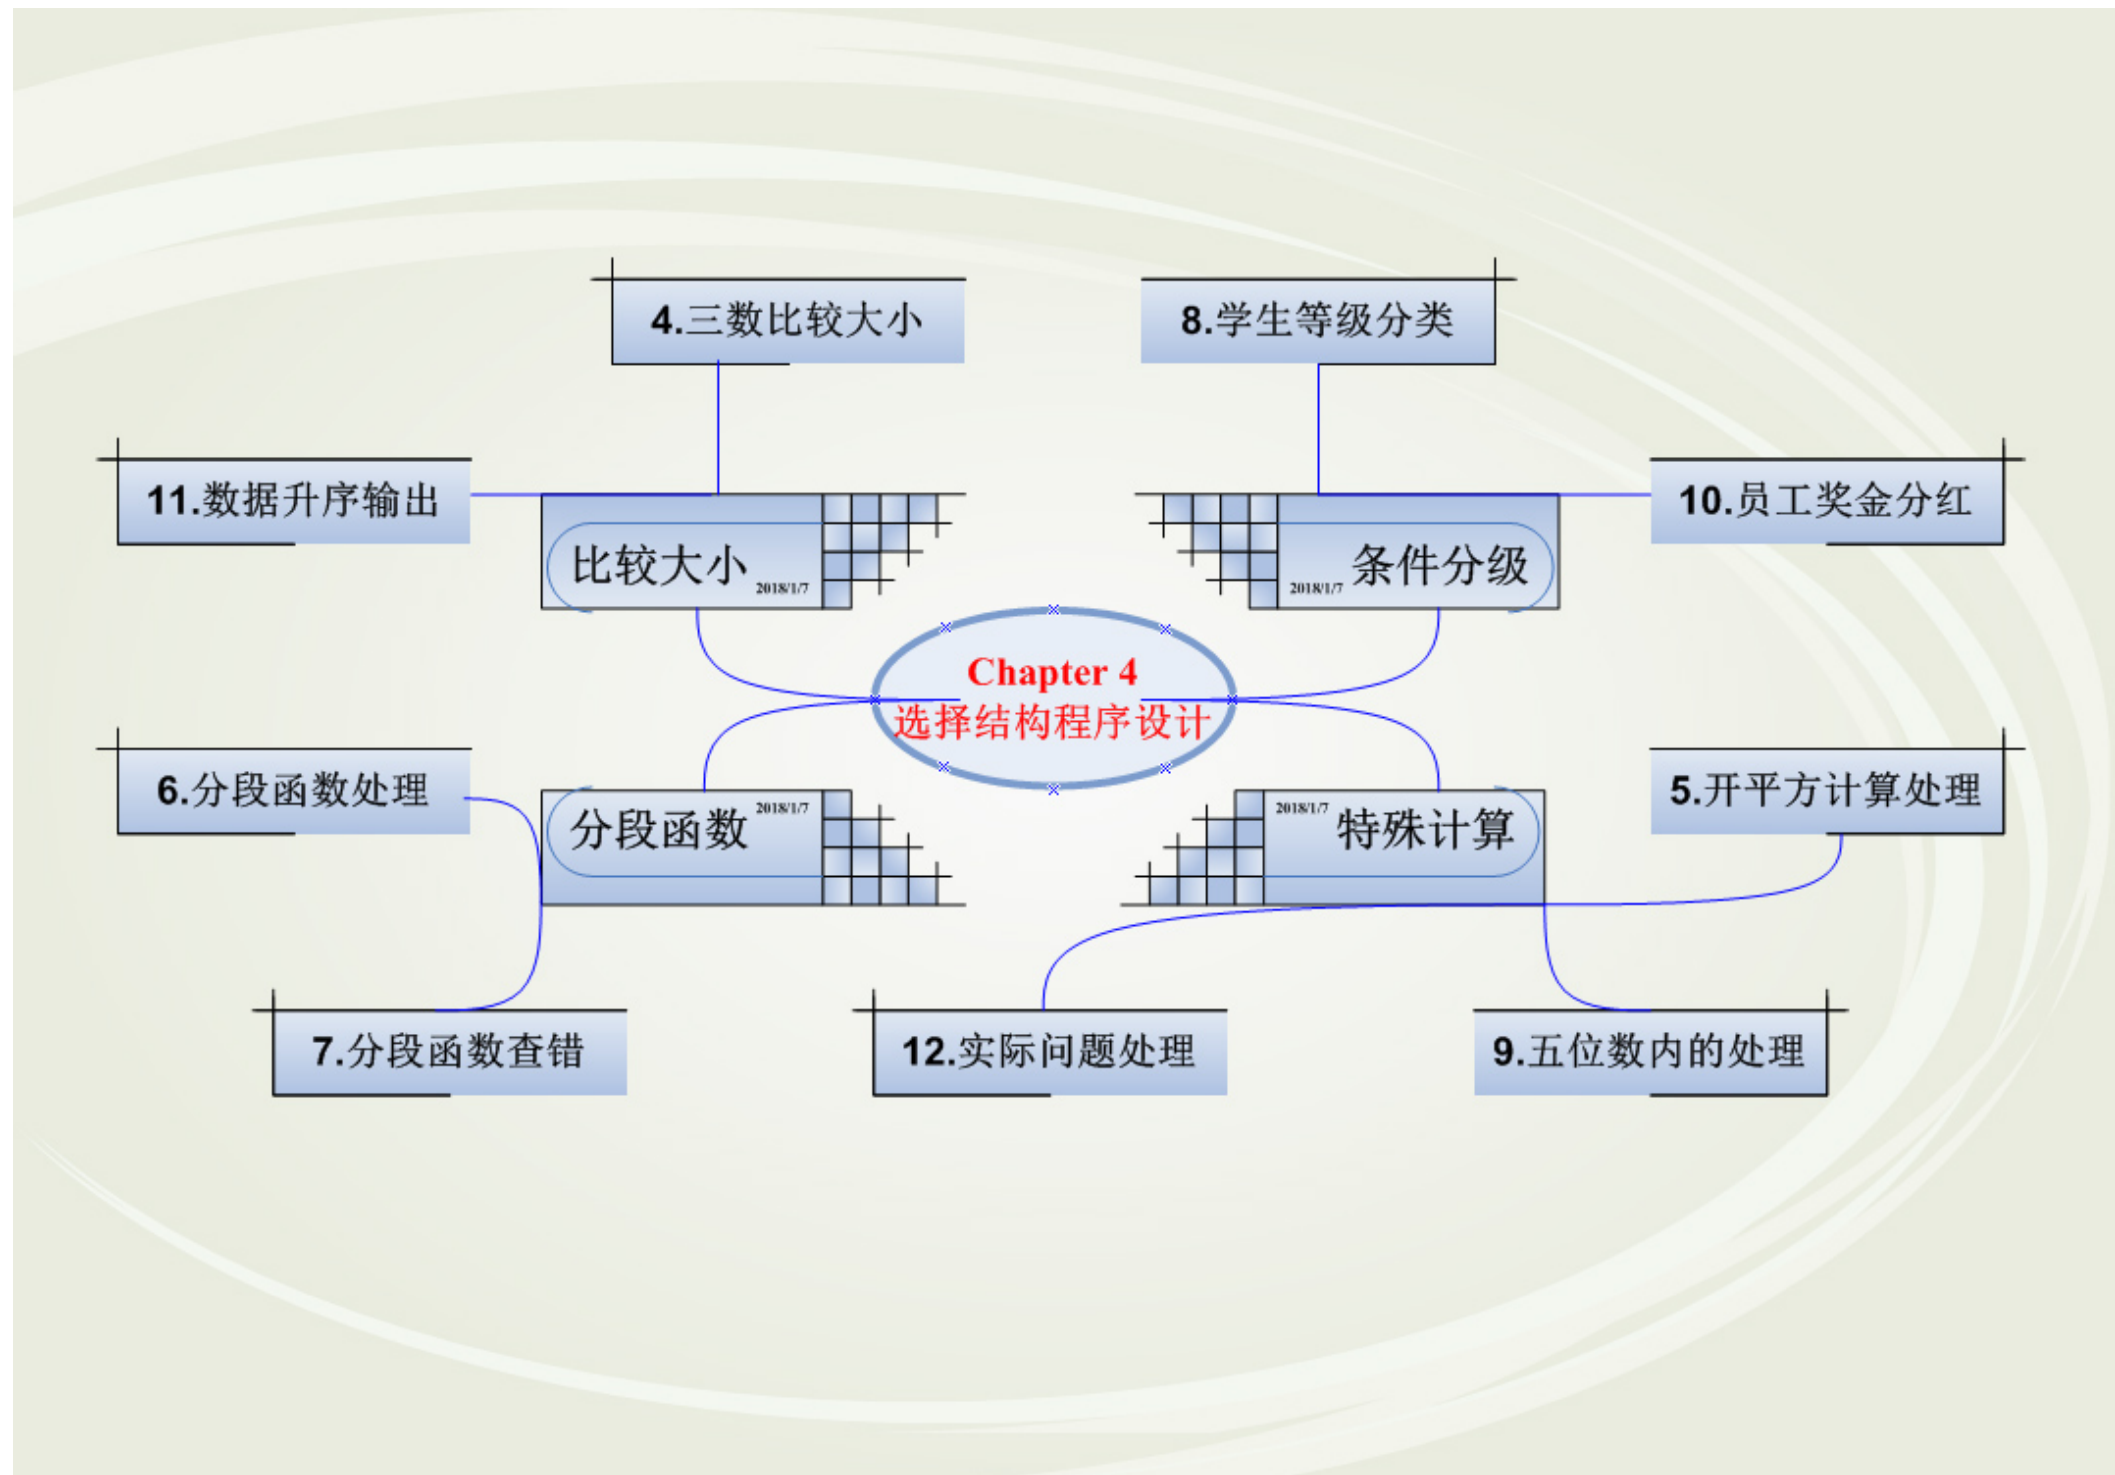 4.三数比较大小
8.学生等级分类
11.数据升序输出
10.员工奖金分红
比较大小
2018/1/7
2018/1/7
条件分级
Chapter 4
选择结构程序设计
6.分段函数处理
5.开平方计算处理
分段函数
2018/1/7
2018/1/7
特殊计算
7.分段函数查错
12.实际问题处理
9.五位数内的处理